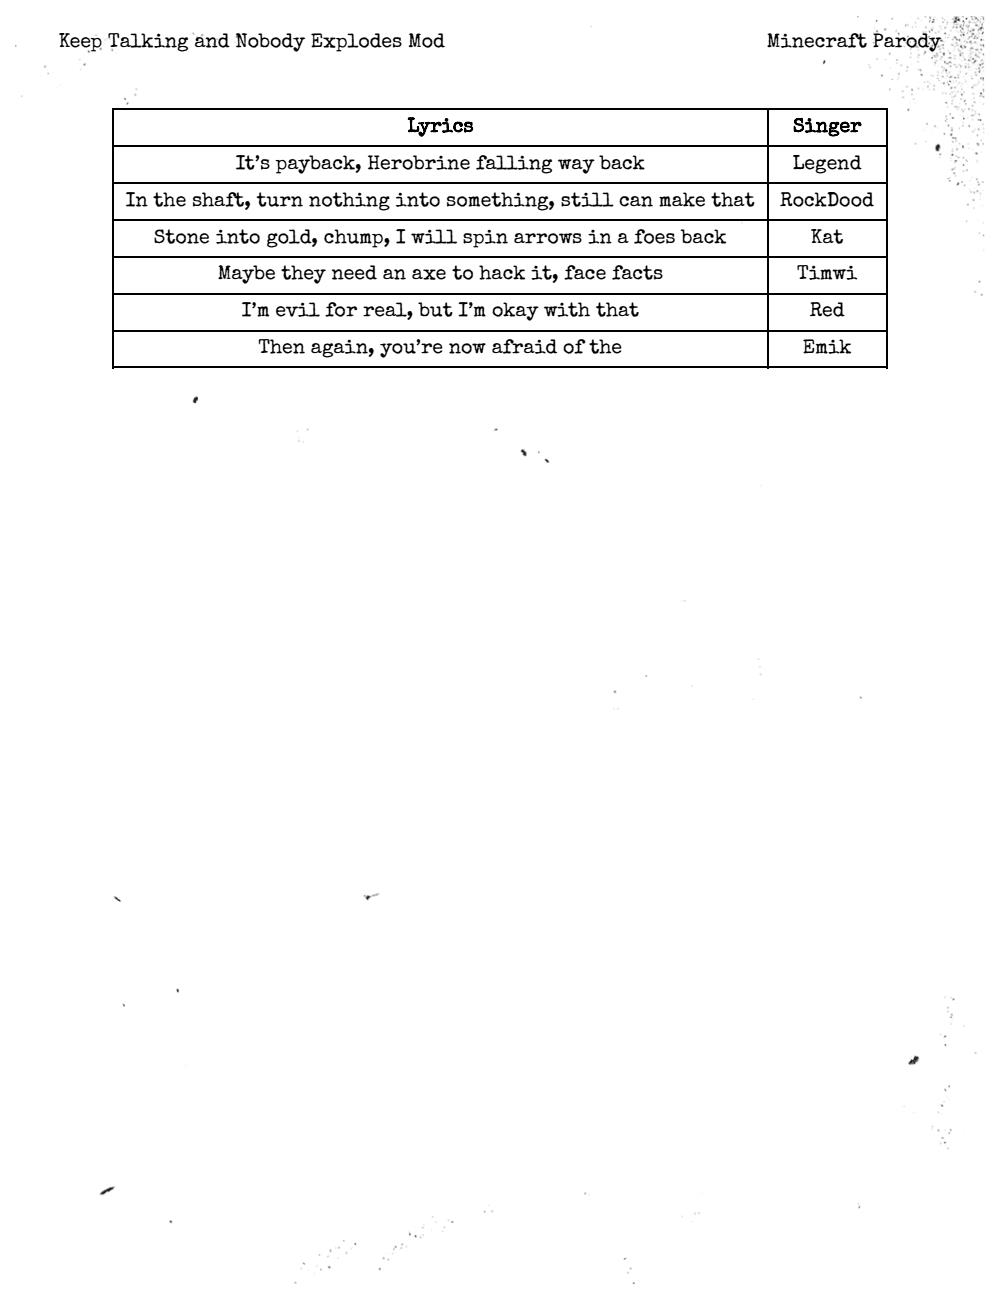 Keep Talking and Nobody Explodes Mod Minecraft Parody
Lyrics Singer
It's payback, Herobrine falling way back Legend
In the shaft, turn nothing into something, still can make that RockDood
Stone into gold, chump, I will spin arrows in a foes back Kat
Maybe they need an axe to hack it, face facts Timwi
I'm evil for real, but I'm okay with that Red
Then again, you're now afraid of the Emik